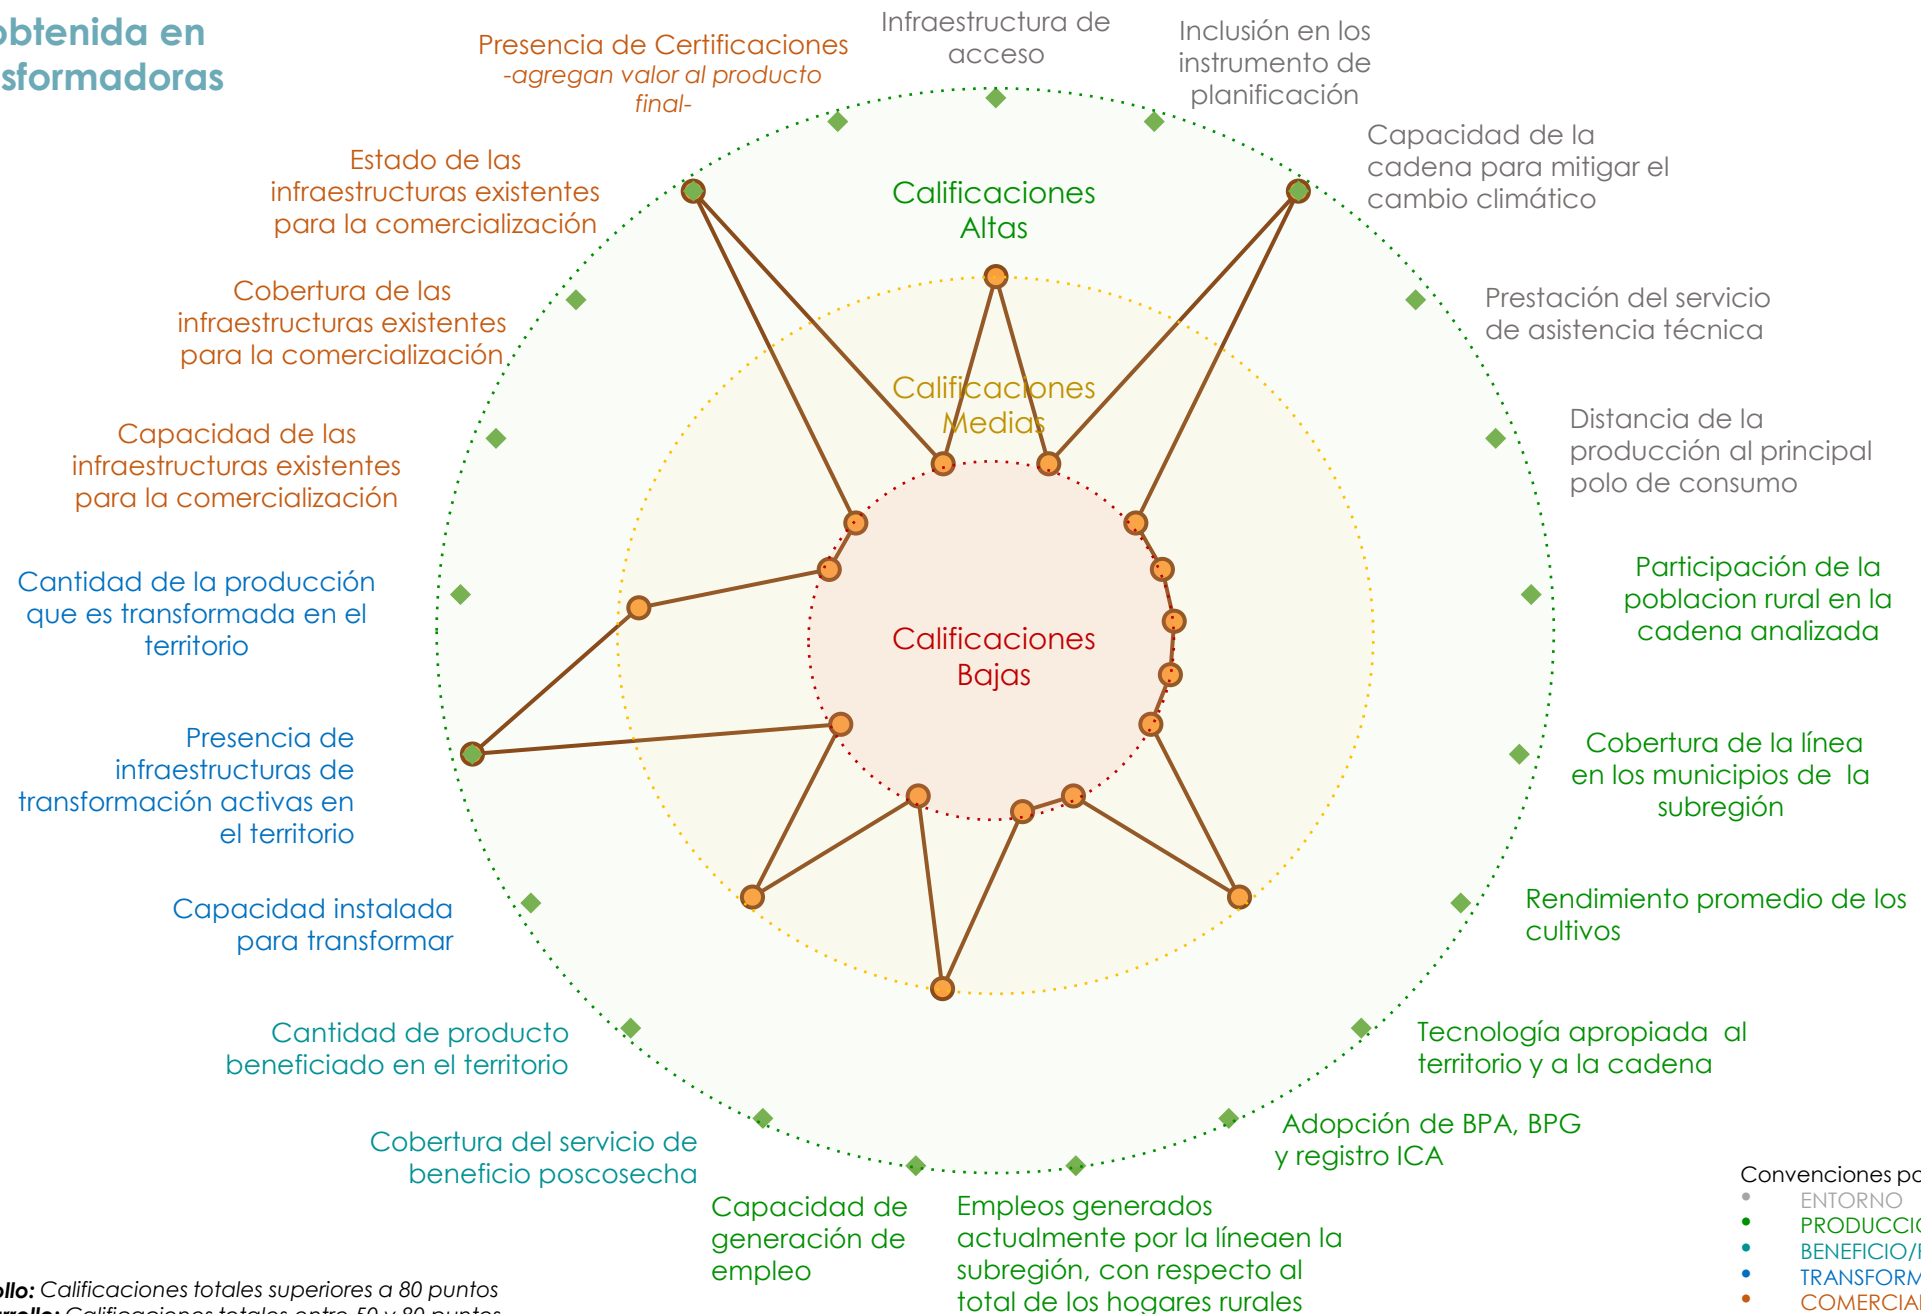 obtenida en
sformadoras
Presencia de Certificaciones
-agregan valor al producto
final-
Infraestructura de
acceso
Inclusión en los
instrumento de
planificación
Capacidad de la
cadena para mitigar el
cambio climático
Estado de las
infraestructuras existentes
para la comercialización
Calificaciones
Altas
Cobertura de las
infraestructuras existentes
para la comercialización
Prestación del servicio
de asistencia técnica
Calificaciones
Medias
Capacidad de las
infraestructuras existentes
para la comercialización
Distancia de la
producción al principal
polo de consumo
Cantidad de la producción
que es transformada en el
territorio
Participación de la
poblacion rural en la
cadena analizada
Calificaciones
Bajas
Presencia de
infraestructuras de
transformación activas en
el territorio
Cobertura de la línea
en los municipios de la
subregión
Capacidad instalada
para transformar
Rendimiento promedio de los
cultivos
Cantidad de producto
beneficiado en el territorio
Tecnología apropiada al
territorio y a la cadena
Cobertura del servicio de
beneficio poscosecha
Adopción de BPA, BPG
y registro ICA
Capacidad de
generación de
empleo
Empleos generados
actualmente por la líneaen la
subregión, con respecto al
total de los hogares rurales
Convenciones po
• ENTORNO
• PRODUCCIÓ
• BENEFICIO/
• TRANSFORM
• COMERCIAL
ollo: Calificaciones totales superiores a 80 puntos
rrollo: Calificaciones totales entre 50 y 80 puntos